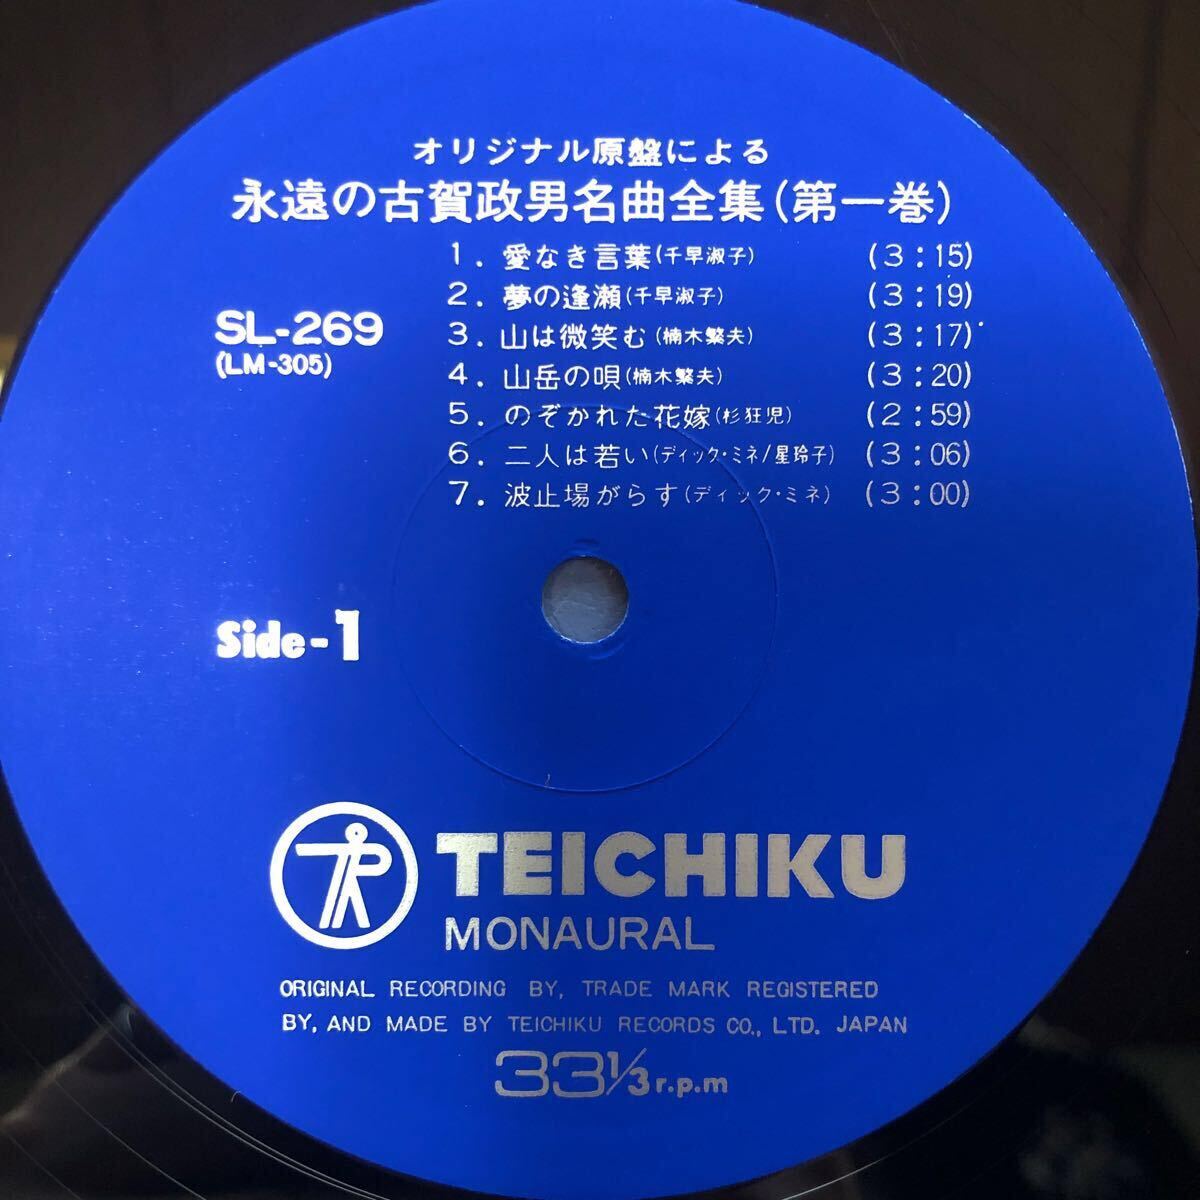 オリジナル原盤による
永遠の古賀政男名曲全集(第一巻)
1. 愛なき言葉(千早淑子) (3:15)
2. 夢の逢瀬(千早淑子) (3:19)
3. 山は微笑む(楠木繁夫) (3:17)
4. 山岳の唄(楠木繁夫) (3:20)
5. のぞかれた花嫁(杉狂児) (2:59)
6. 二人は若い(ディック・ミネ/星玲子) (3:06)
7. 波止場がらす(ディック・ミネ) (3:00)
SL-269
(LM-305)
Side-1
TEICHIKU
MONAURAL
ORIGINAL RECORDING BY, TRADE MARK REGISTERED
BY, AND MADE BY TEICHIKU RECORDS CO., LTD. JAPAN
33 1/3 r.p.m